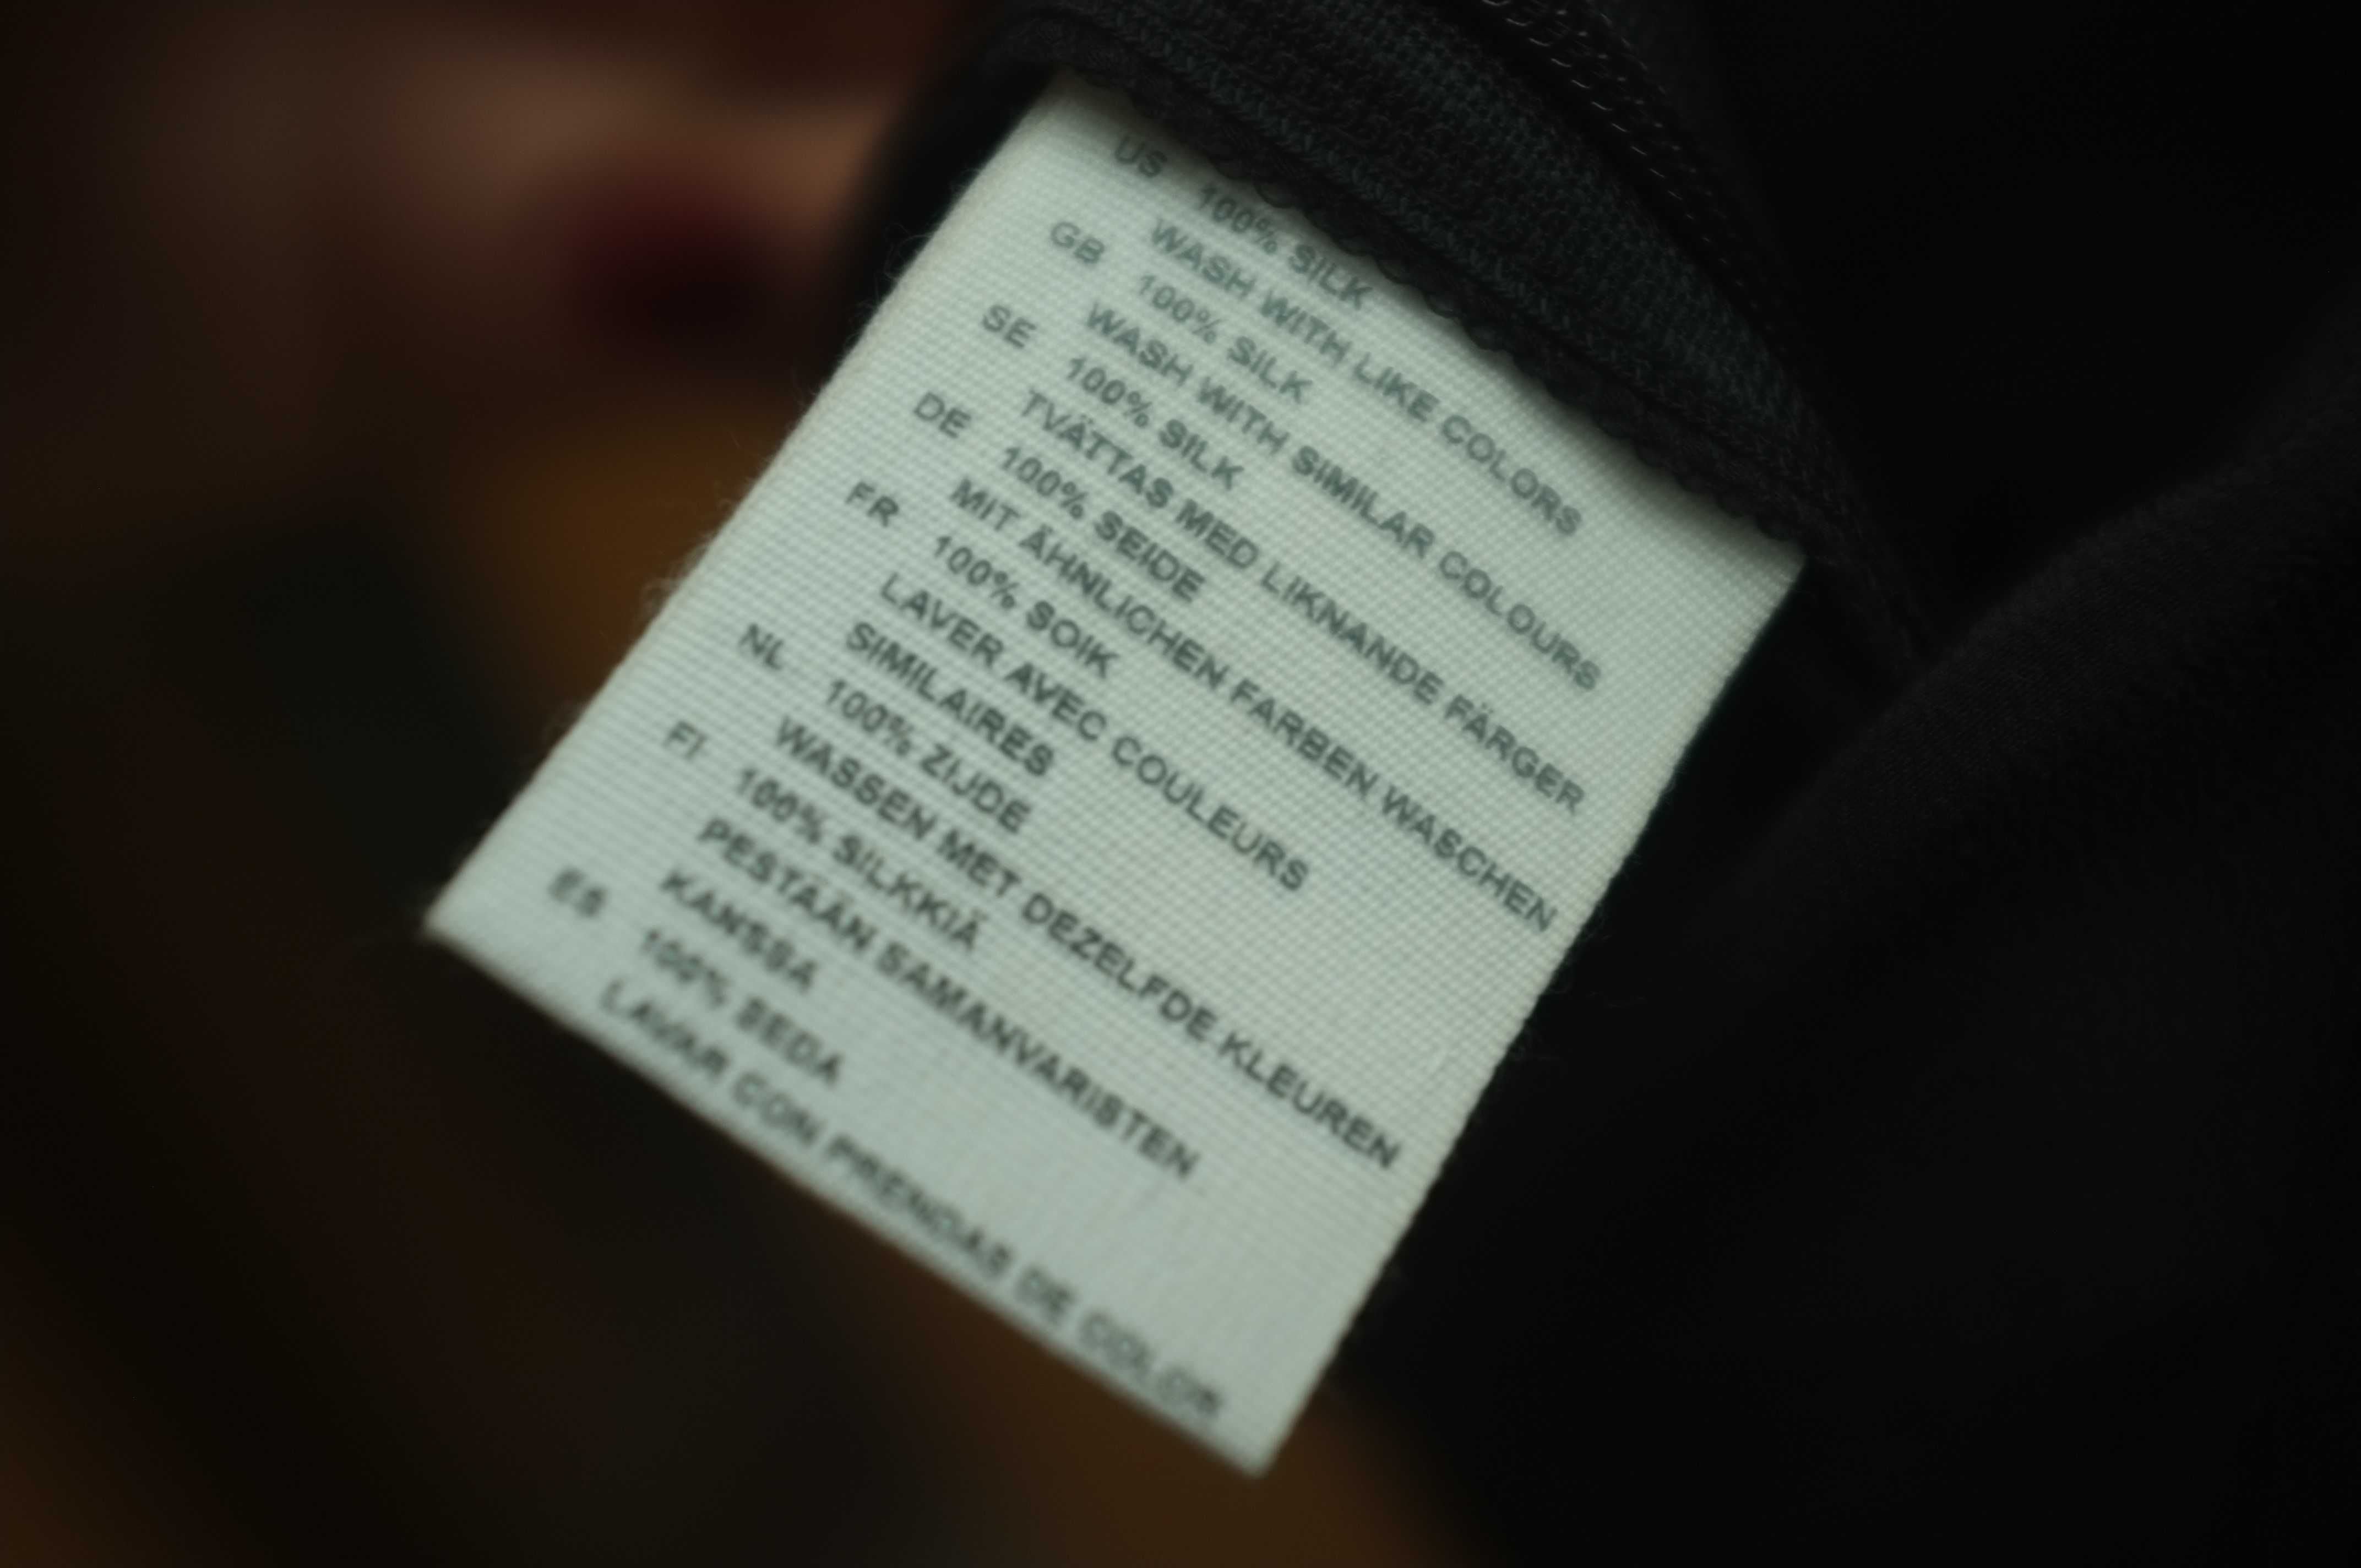 US 100% SILK
WASH WITH LIKE COLORS
GB 100% SILK
WASH WITH SIMILAR COLOURS
SE 100% SILK
TVÄTTAS MED LIKNANDE FÄRGER
DE 100% SEIDE
MIT ÄHNLICHEN FARBEN WASCHEN
FR 100% SOIK
LAVER AVEC COULEURS
SIMILAIRES
NL 100% ZIJDE
WASSEN MET DEZELFDE KLEUREN
FI 100% SILKKIÄ
PESTÄÄN SAMANVÄRISTEN
KANSSA
ES 100% SEDA
LAVAR CON PRENDAS DE COLOR